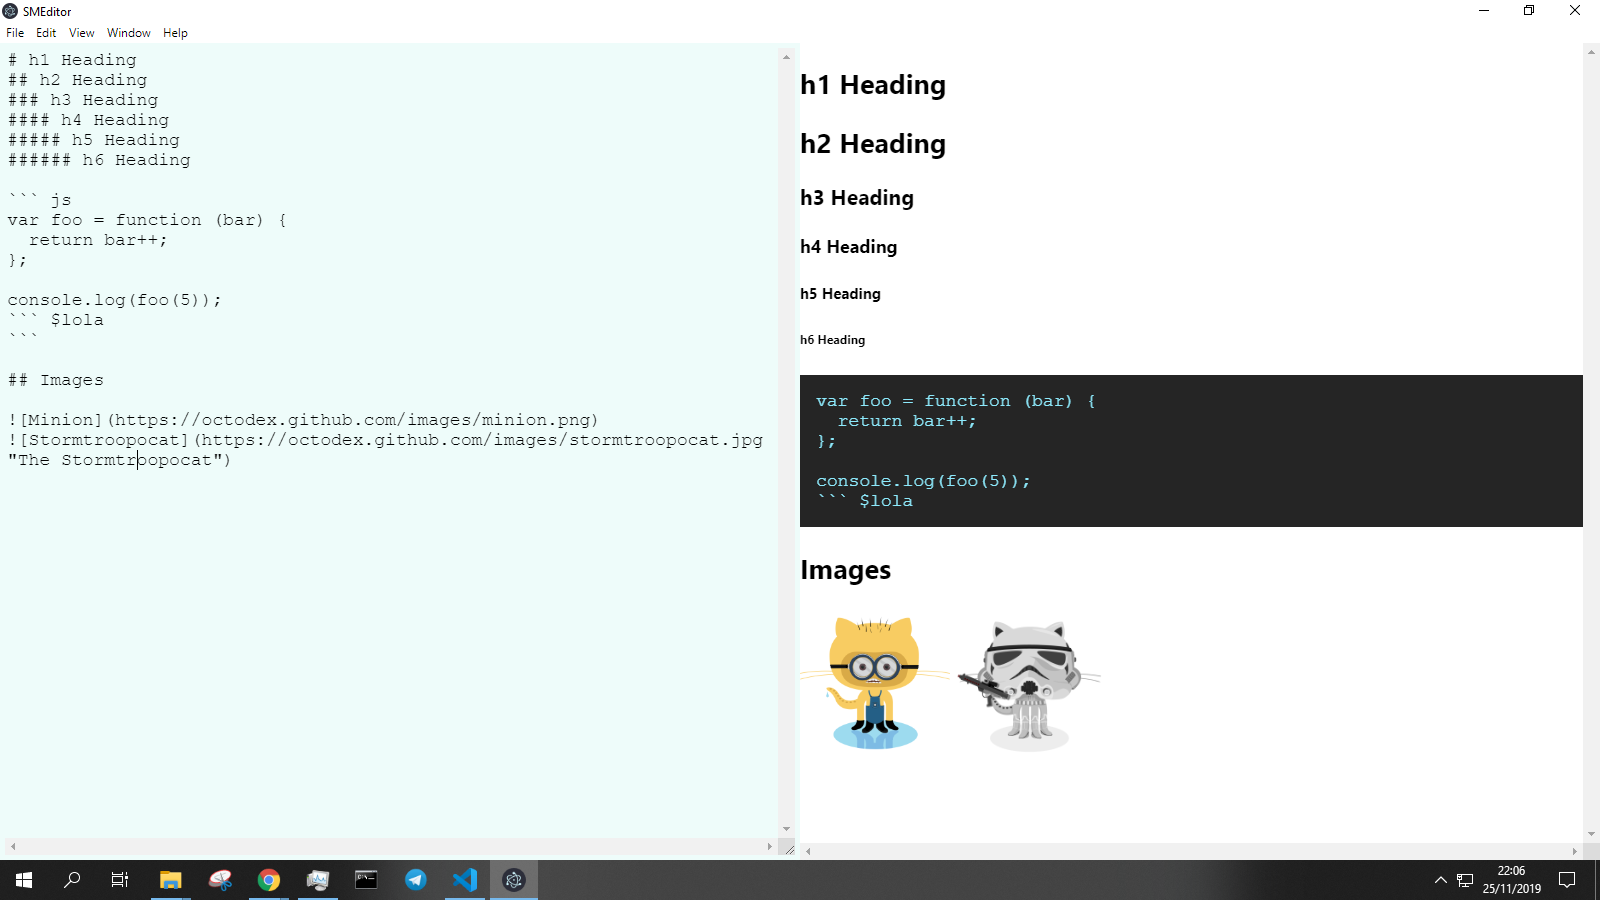 SMEditor
File Edit View Window Help
# h1 Heading
## h2 Heading
### h3 Heading
#### h4 Heading
##### h5 Heading
###### h6 Heading
``` js
var foo = function (bar) {
  return bar++;
};
console.log(foo(5));
``` $lola
```
## Images
![Minion](https://octodex.github.com/images/minion.png)
![Stormtroopocat](https://octodex.github.com/images/stormtroopocat.jpg
"The Stormtroopocat")
h1 Heading
h2 Heading
h3 Heading
h4 Heading
h5 Heading
h6 Heading
var foo = function (bar) {
  return bar++;
};
console.log(foo(5));
``` $lola
Images
22:06
25/11/2019